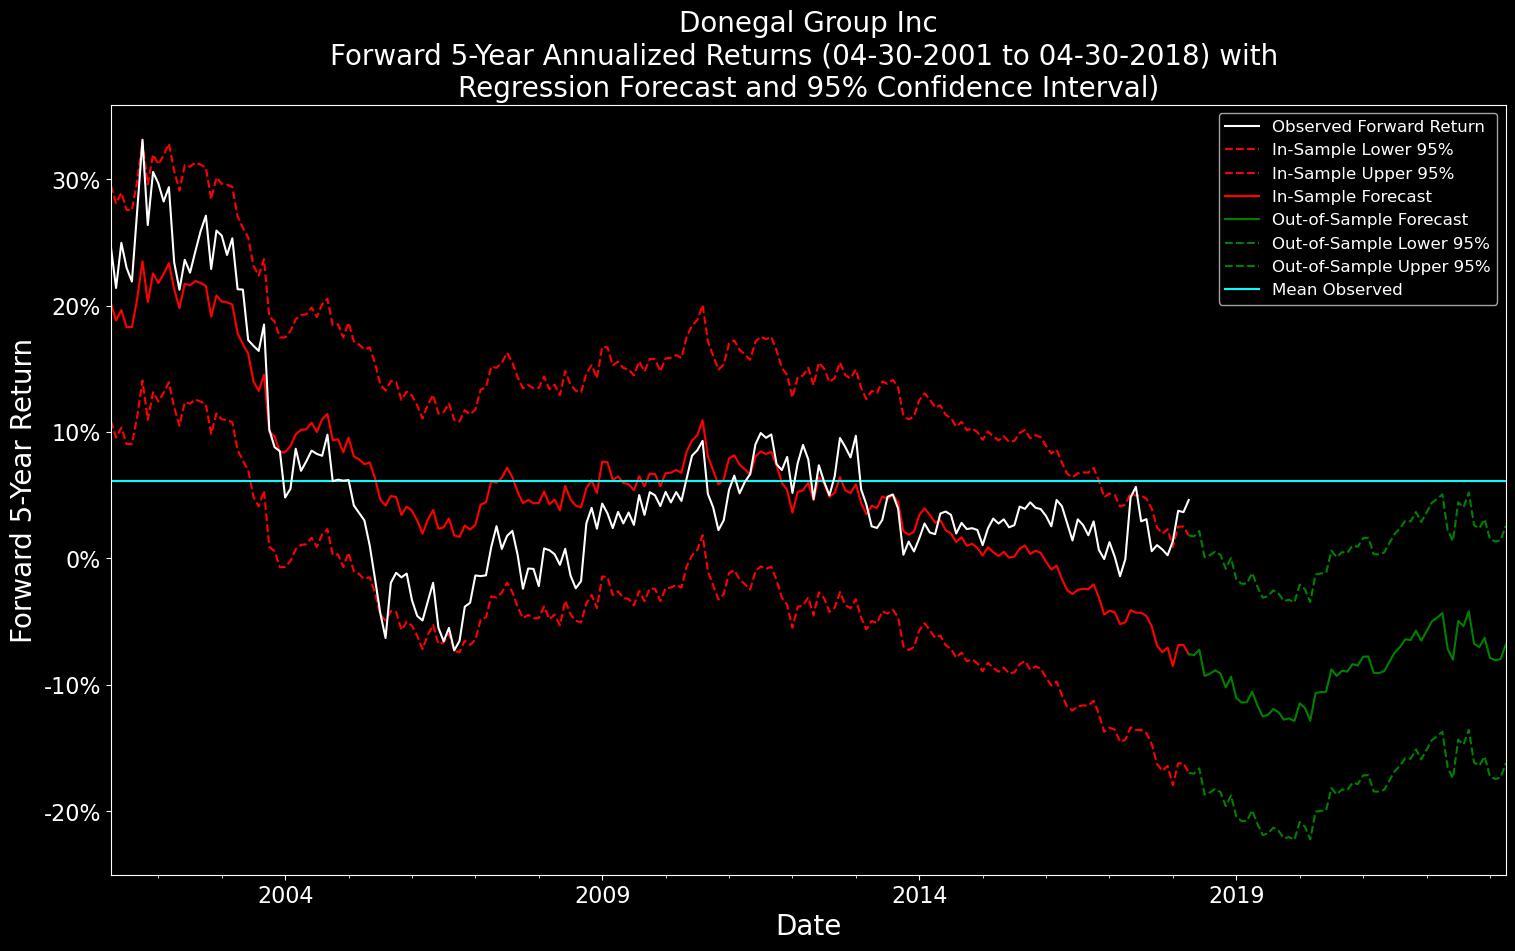 Donegal Group Inc
Forward 5-Year Annualized Returns (04-30-2001 to 04-30-2018) with
Regression Forecast and 95% Confidence Interval)
Observed Forward Return
In-Sample Lower 95%
In-Sample Upper 95%
In-Sample Forecast
Out-of-Sample Forecast
Out-of-Sample Lower 95%
Out-of-Sample Upper 95%
Mean Observed
Forward 5-Year Return
30%
20%
10%
0%
-10%
-20%
2004
2009
2014
2019
Date